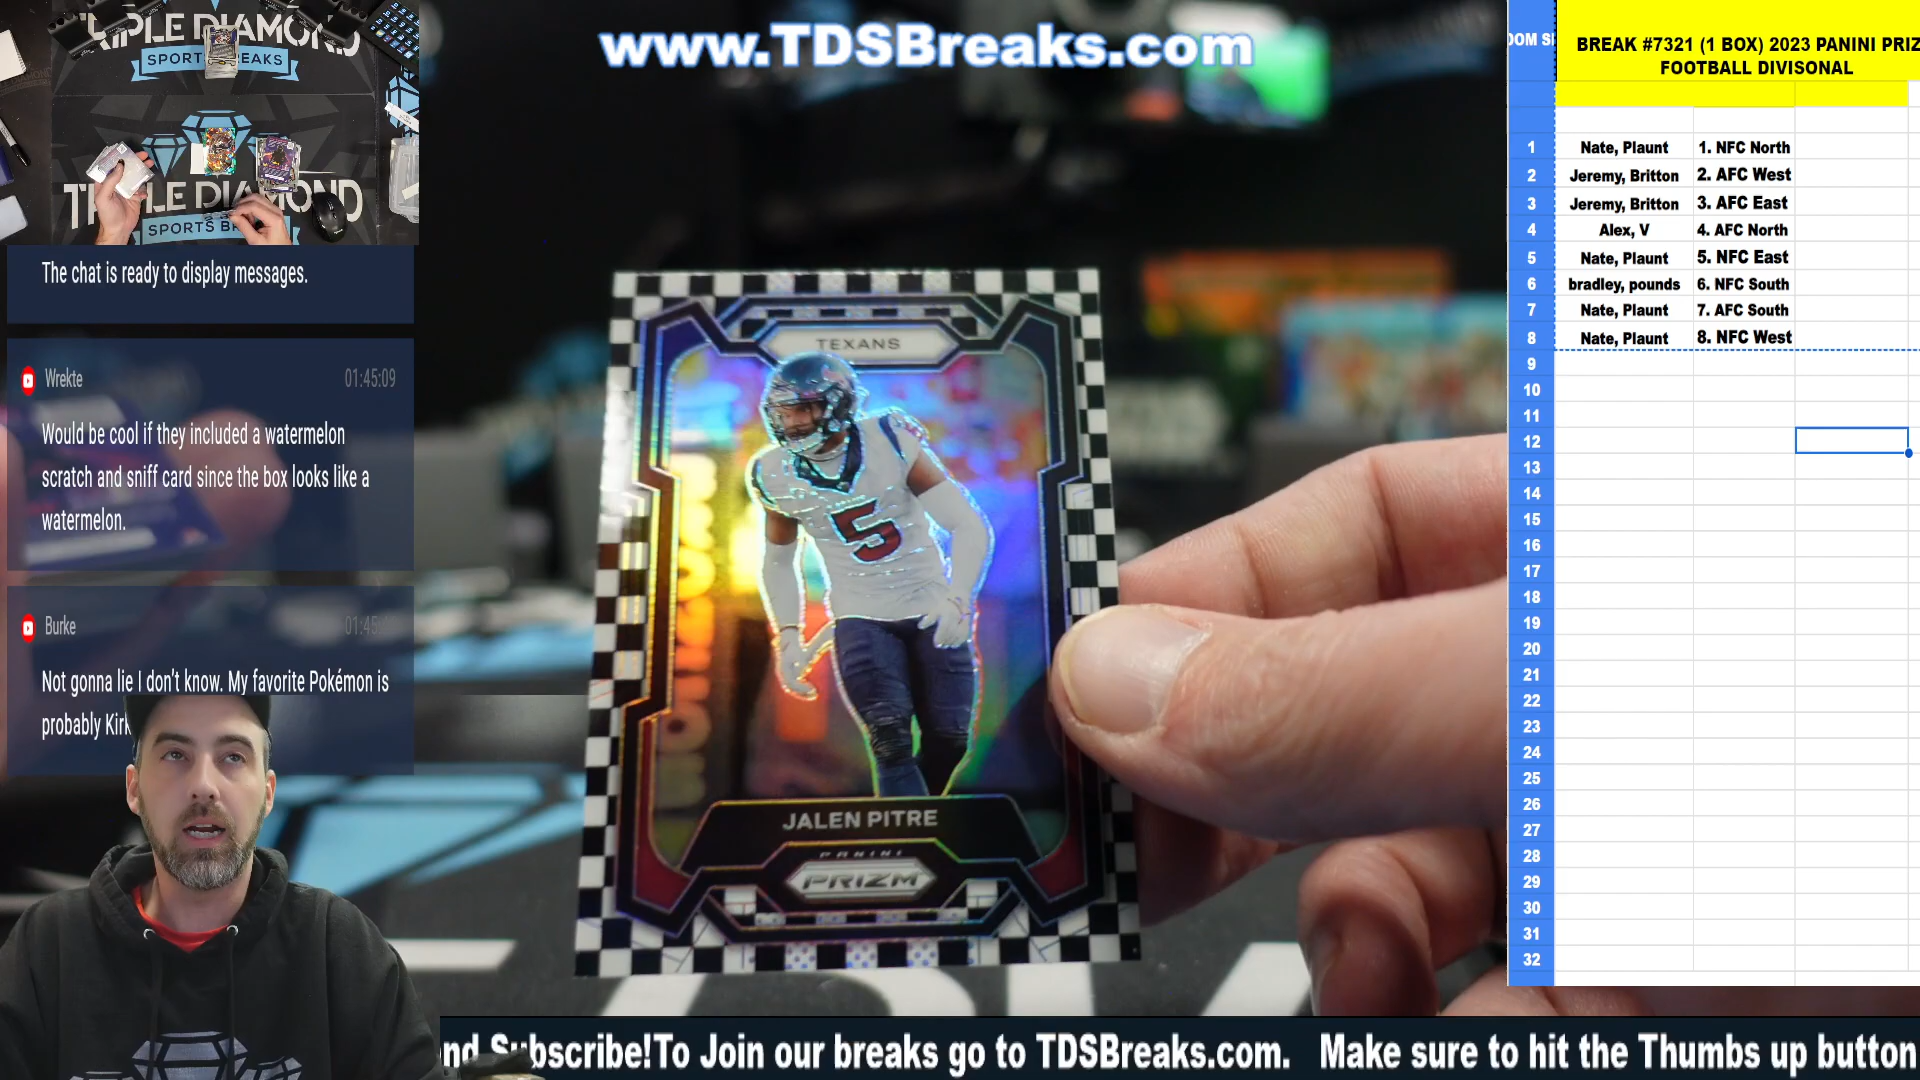 TRIPLE DIAMOND
SPORTS BREAKS
www.TDSBreaks.com
BREAK #7321 (1 BOX) 2023 PANINI PRIZ
FOOTBALL DIVISONAL
1 Nate, Plaunt 1. NFC North
2 Jeremy, Britton 2. AFC West
3 Jeremy, Britton 3. AFC East
4 Alex, V 4. AFC North
5 Nate, Plaunt 5. NFC East
6 bradley, pounds 6. NFC South
7 Nate, Plaunt 7. AFC South
8 Nate, Plaunt 8. NFC West
9
10
11
12
13
14
15
16
17
18
19
20
21
22
23
24
25
26
27
28
29
30
31
32
The chat is ready to display messages.
Wrekte 01:45:09
Would be cool if they included a watermelon
scratch and sniff card since the box looks like a
watermelon.
Burke
Not gonna lie I don't know. My favorite Pokémon is
probably
TEXANS
5
JALEN PITRE
PANINI
PRIZM
Subscribe!To Join our breaks go to TDSBreaks.com. Make sure to hit the Thumbs up button